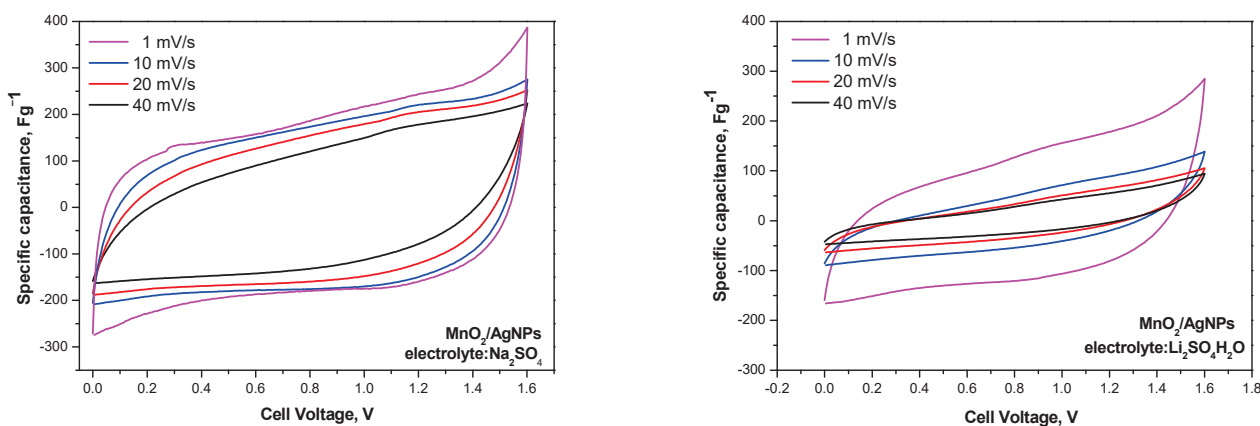 400
300
200
100
0
-100
-200
-300
0.0 0.2 0.4 0.6 0.8 1.0 1.2 1.4 1.6
Specific capacitance, Fg⁻¹
Cell Voltage, V
1 mV/s
10 mV/s
20 mV/s
40 mV/s
MnO₂/AgNPs
electrolyte:Na₂SO₄
400
300
200
100
0
-100
-200
-300
-0.2 0.0 0.2 0.4 0.6 0.8 1.0 1.2 1.4 1.6 1.8
Specific capacitance, Fg⁻¹
Cell Voltage, V
1 mV/s
10 mV/s
20 mV/s
40 mV/s
MnO₂/AgNPs
electrolyte:Li₂SO₄H₂O